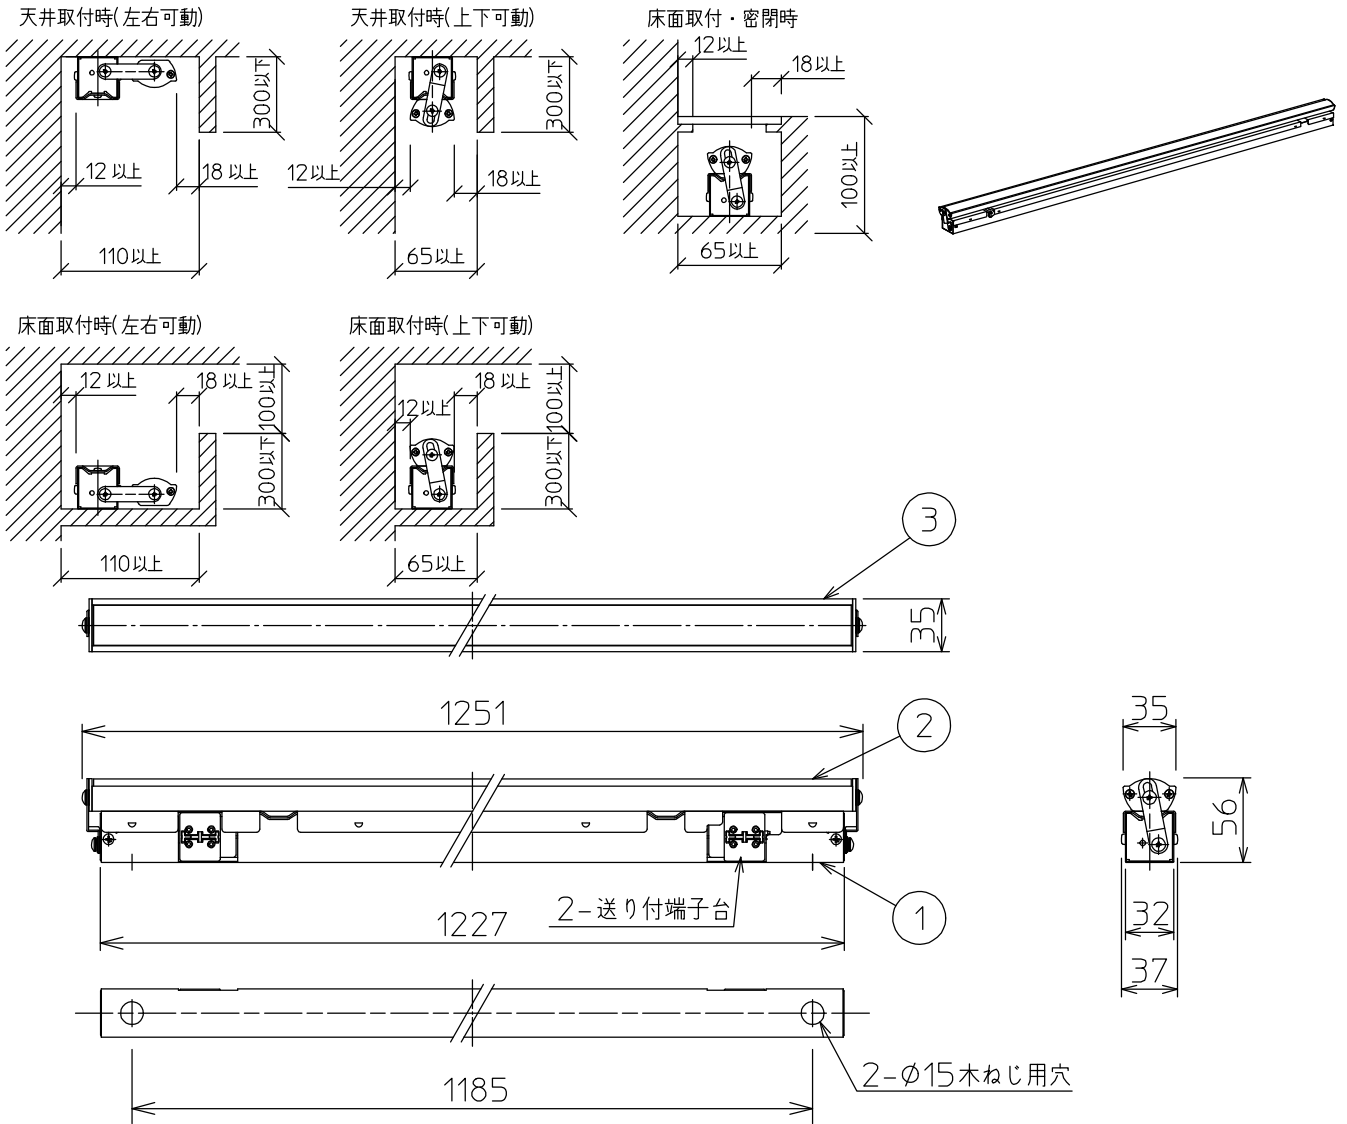 天井取付時(左右可動)
300以下
12 以上
18 以上
110以上
天井取付時(上下可動)
300以下
12以上
18以上
65以上
床面取付・密閉時
12以上
18以上
100以上
65以上
床面取付時(左右可動)
12 以上
18 以上
100以上
300以下
110以上
床面取付時(上下可動)
18 以上
12以上
100以上
300以下
65以上
3
35
1251
2
35
56
2-送り付端子台
1227
1
32
37
2-φ15木ねじ用穴
1185